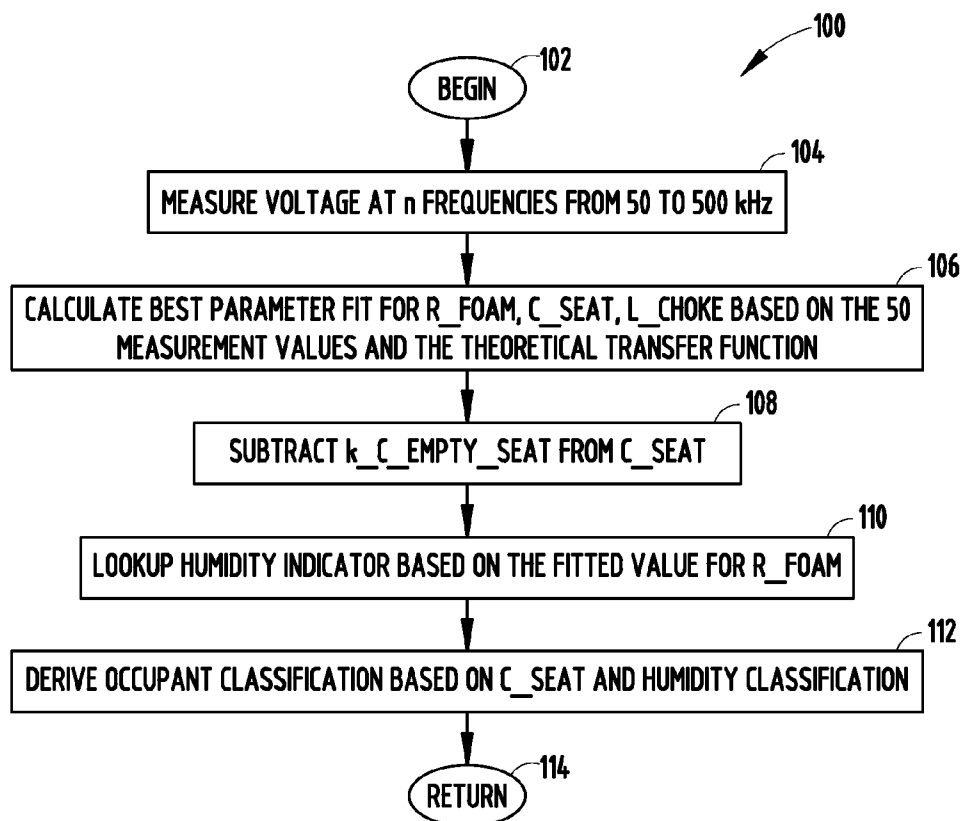 100
102
BEGIN
104
MEASURE VOLTAGE AT n FREQUENCIES FROM 50 TO 500 kHz
106
CALCULATE BEST PARAMETER FIT FOR R_FOAM, C_SEAT, L_CHOKE BASED ON THE 50
MEASUREMENT VALUES AND THE THEORETICAL TRANSFER FUNCTION
108
SUBTRACT k_C_EMPTY_SEAT FROM C_SEAT
110
LOOKUP HUMIDITY INDICATOR BASED ON THE FITTED VALUE FOR R_FOAM
112
DERIVE OCCUPANT CLASSIFICATION BASED ON C_SEAT AND HUMIDITY CLASSIFICATION
114
RETURN